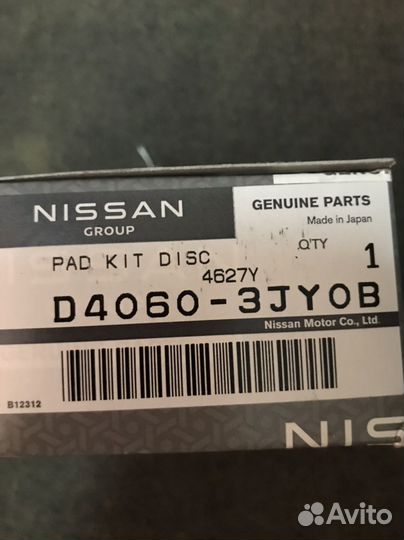 NISSAN
GROUP
GENUINE PARTS
Made in Japan
PAD KIT DISC
4627Y
Q'TY 1
D4060-3JY0B
Nissan Motor Co., Ltd.
B12312
NIS
Avito